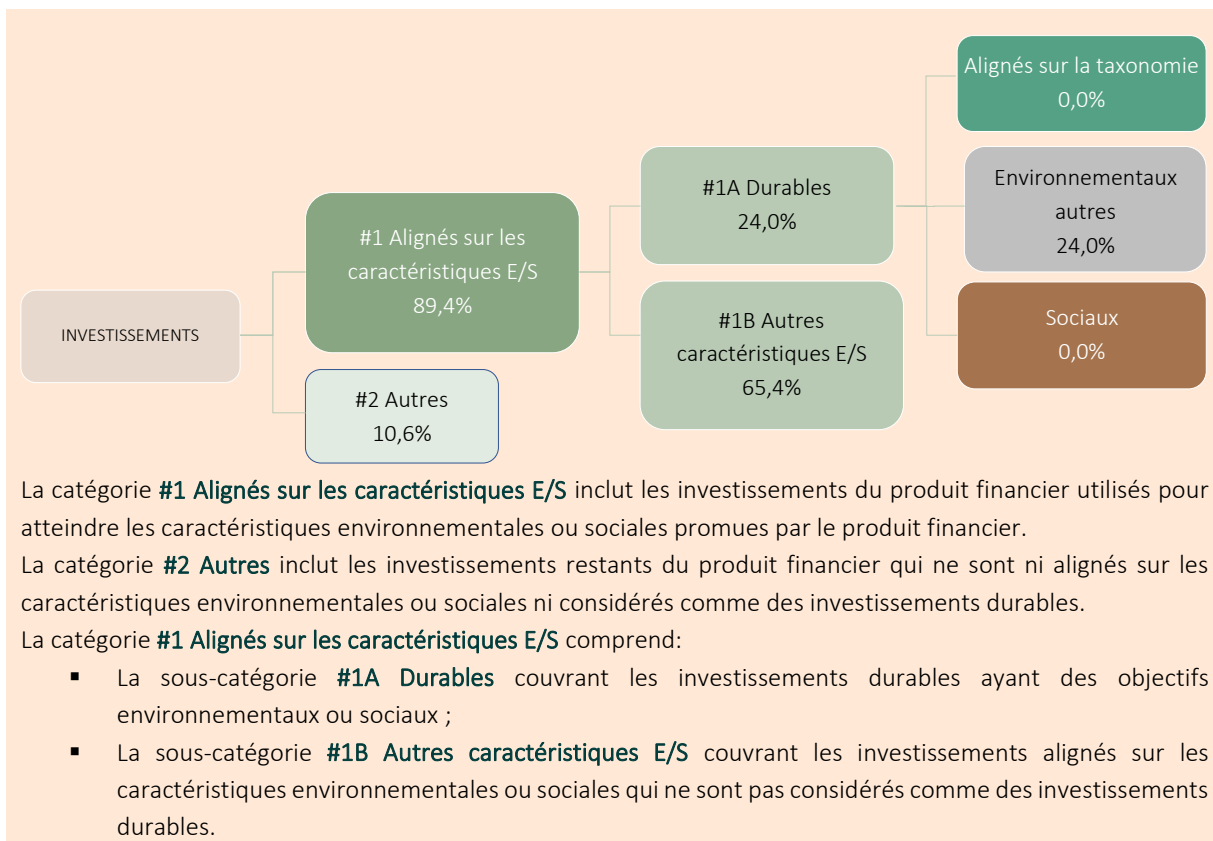 Alignés sur la taxonomie
0,0%
#1A Durables
24,0%
Environnementaux
autres
24,0%
#1 Alignés sur les
caractéristiques E/S
89,4%
INVESTISSEMENTS
#1B Autres
caractéristiques E/S
65,4%
Sociaux
0,0%
#2 Autres
10,6%
La catégorie #1 Alignés sur les caractéristiques E/S inclut les investissements du produit financier utilisés pour
atteindre les caractéristiques environnementales ou sociales promues par le produit financier.
La catégorie #2 Autres inclut les investissements restants du produit financier qui ne sont ni alignés sur les
caractéristiques environnementales ou sociales ni considérés comme des investissements durables.
La catégorie #1 Alignés sur les caractéristiques E/S comprend:
▪ La sous-catégorie #1A Durables couvrant les investissements durables ayant des objectifs
environnementaux ou sociaux ;
▪ La sous-catégorie #1B Autres caractéristiques E/S couvrant les investissements alignés sur les
caractéristiques environnementales ou sociales qui ne sont pas considérés comme des investissements
durables.